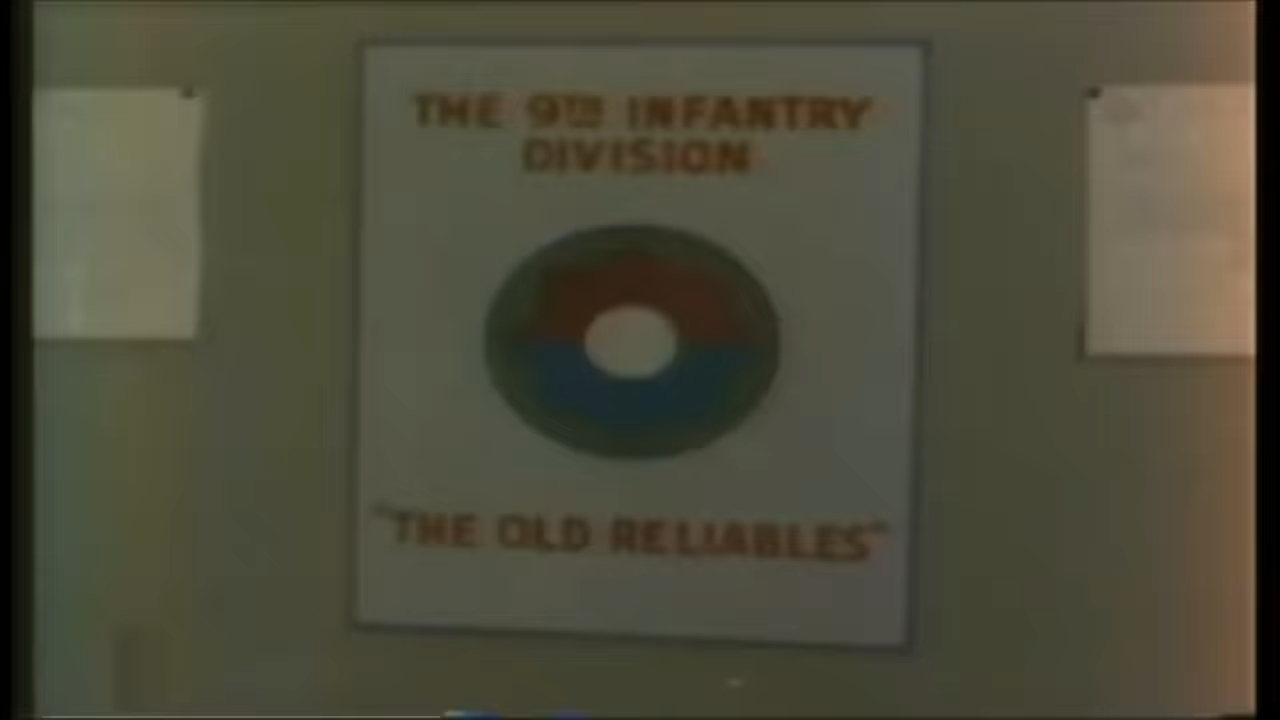 THE 9TH INFANTRY
DIVISION
"THE OLD RELIABLES"